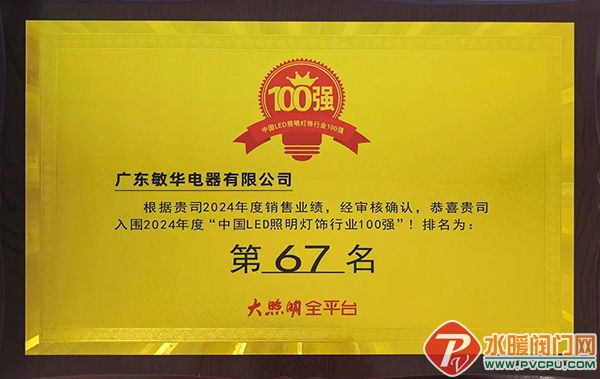 100强
中国LED照明灯饰行业100强
广东敏华电器有限公司
根据贵司2024年度销售业绩，经审核确认，恭喜贵司
入围2024年度“中国LED照明灯饰行业100强”！排名为：
第 67 名
大照明全平台
水暖阀门网
WWW.PVCPU.COM